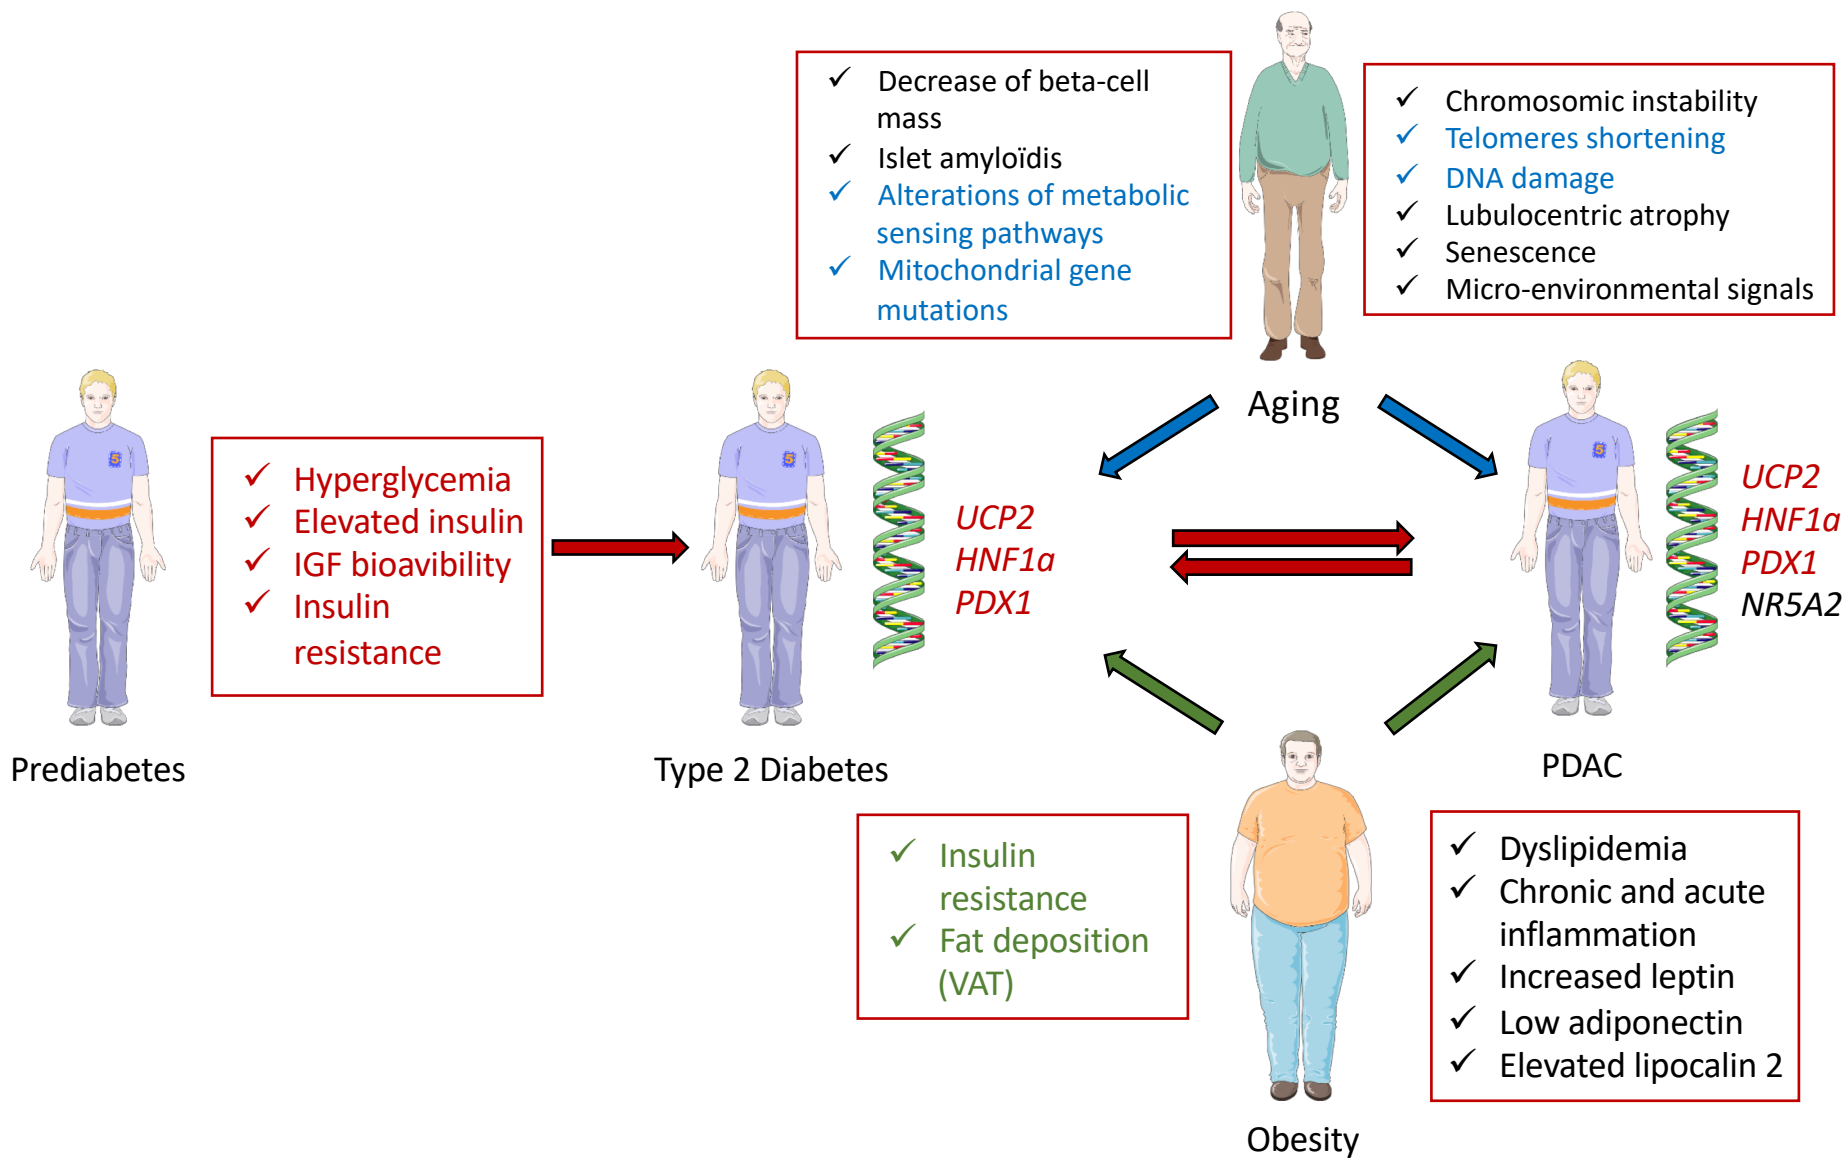 Decrease of beta-cell
mass
Islet amyloïdis
Alterations of metabolic
sensing pathways
Mitochondrial gene
mutations
Chromosomic instability
Telomeres shortening
DNA damage
Lubulocentric atrophy
Senescence
Micro-environmental signals
Aging
5
Hyperglycemia
Elevated insulin
IGF bioavibility
Insulin
resistance
5
UCP2
HNF1a
PDX1
5
UCP2
HNF1a
PDX1
NR5A2
Prediabetes
Type 2 Diabetes
PDAC
Insulin
resistance
Fat deposition
(VAT)
Dyslipidemia
Chronic and acute
inflammation
Increased leptin
Low adiponectin
Elevated lipocalin 2
Obesity